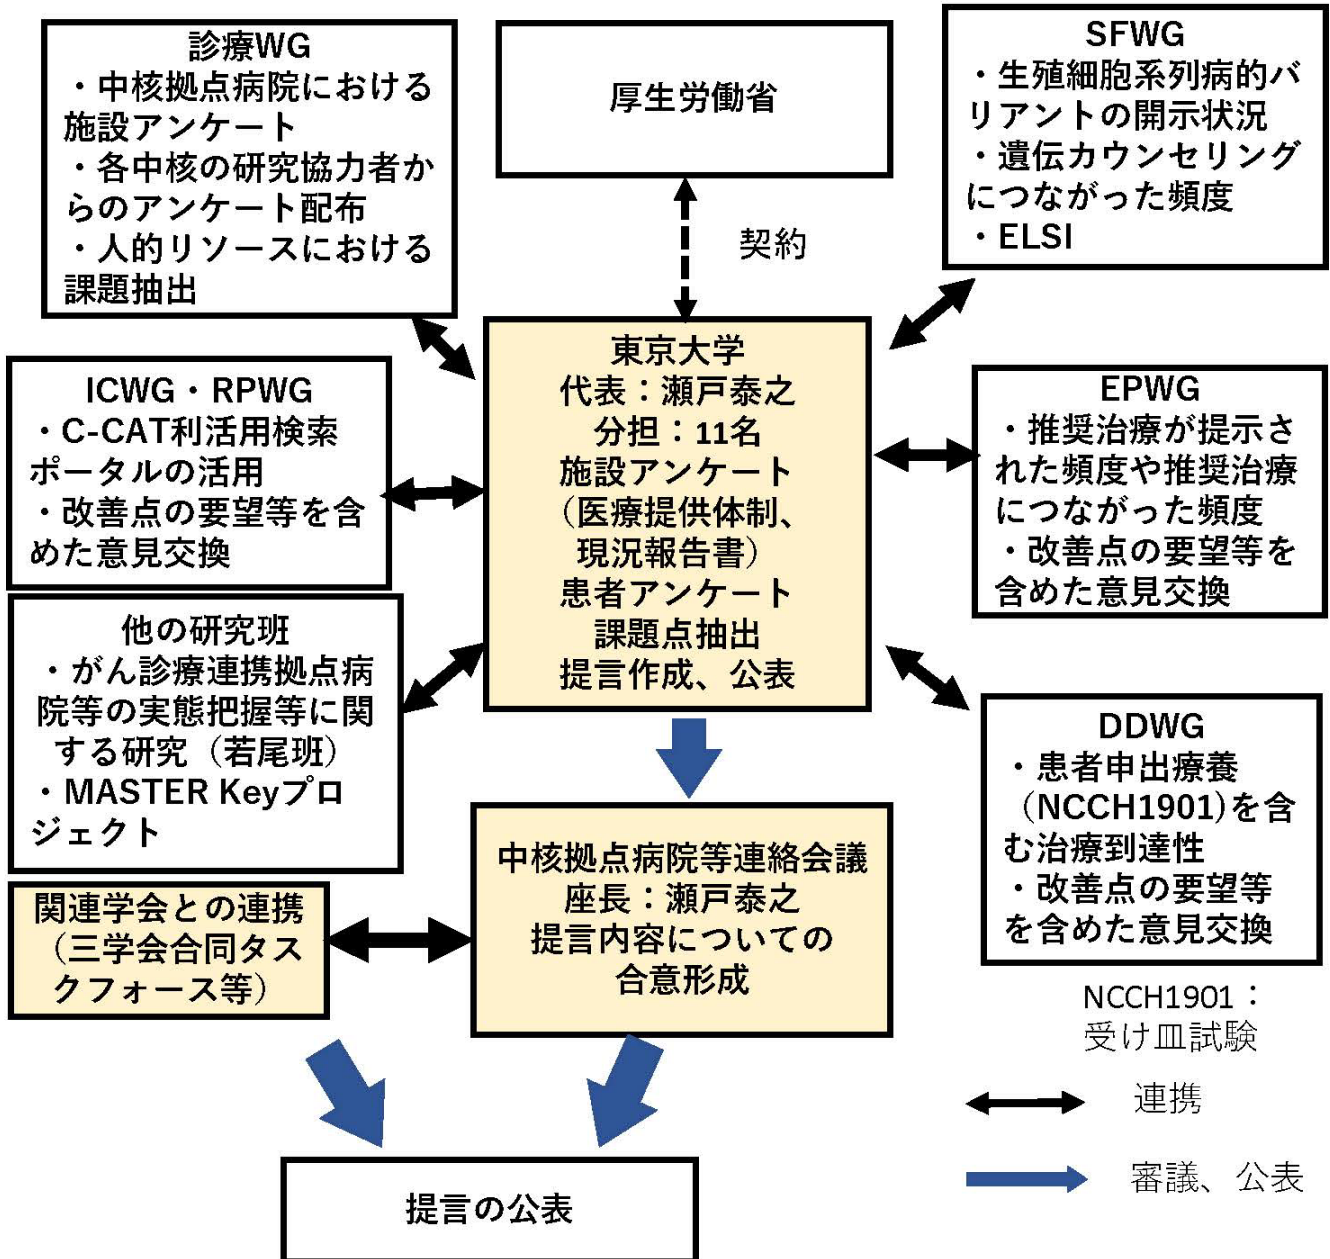 診療WG
・中核拠点病院における
施設アンケート
・各中核の研究協力者か
らのアンケート配布
・人的リソースにおける
課題抽出
厚生労働省
SFWG
・生殖細胞系列病的バ
リアントの開示状況
・遺伝カウンセリング
につながった頻度
・ELSI
契約
ICWG・RPWG
・C-CAT利活用検索
ポータルの活用
・改善点の要望等を含
めた意見交換
東京大学
代表：瀬戸泰之
分担：11名
施設アンケート
（医療提供体制、
現況報告書）
患者アンケート
課題点抽出
提言作成、公表
EPWG
・推奨治療が提示さ
れた頻度や推奨治療
につながった頻度
・改善点の要望等を
含めた意見交換
他の研究班
・がん診療連携拠点病
院等の実態把握等に関
する研究（若尾班）
・MASTER Keyプロ
ジェクト
DDWG
・患者申出療養
（NCCH1901)を含
む治療到達性
・改善点の要望等
を含めた意見交換
関連学会との連携
（三学会合同タス
クフォース等）
中核拠点病院等連絡会議
座長：瀬戸泰之
提言内容についての
合意形成
NCCH1901：
受け皿試験
連携
審議、公表
提言の公表